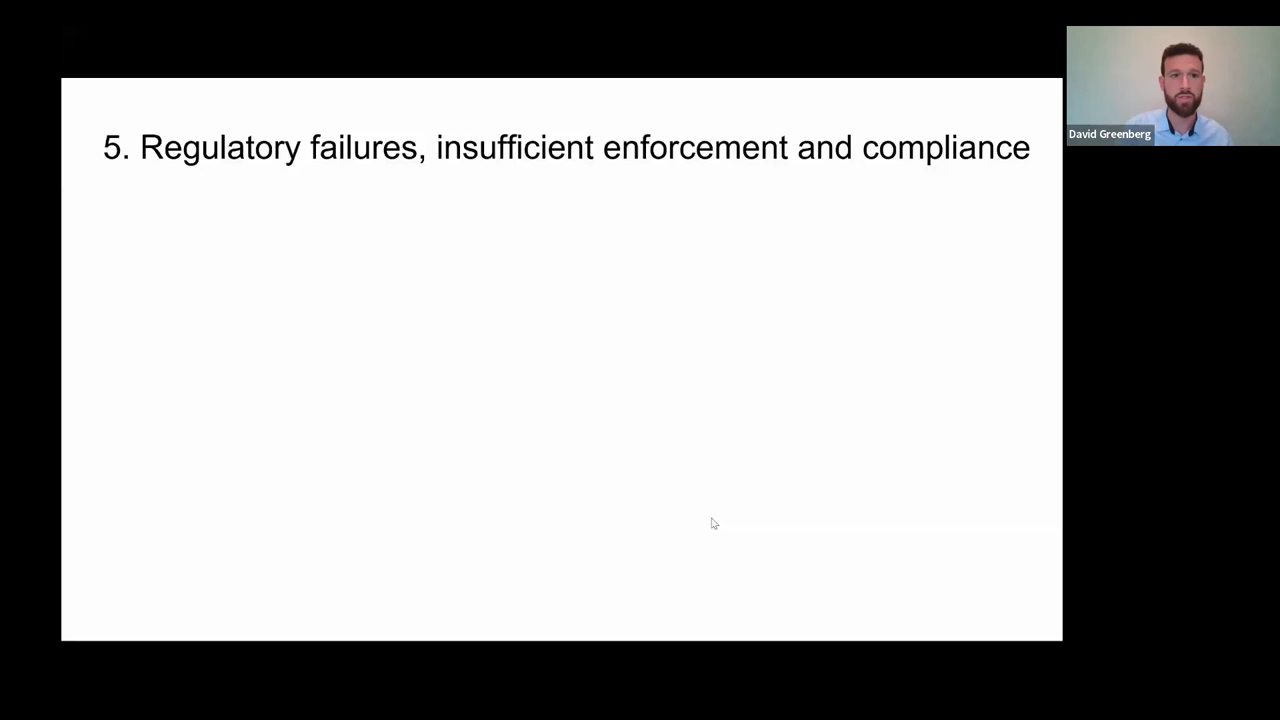 5. Regulatory failures, insufficient enforcement and compliance
David Greenberg